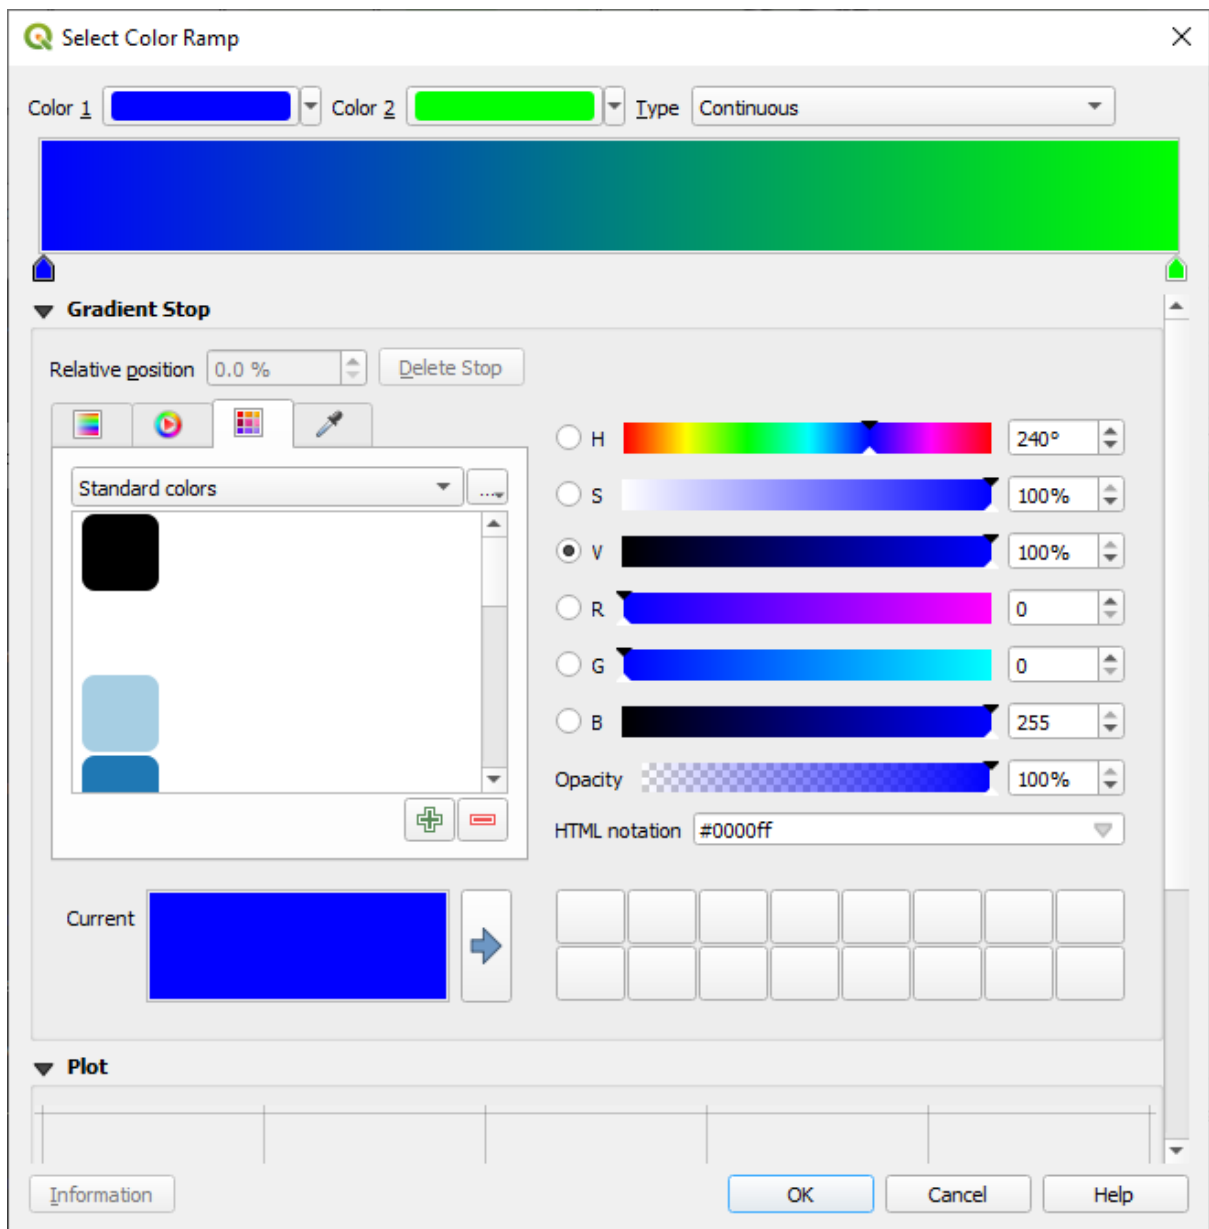 Select Color Ramp
Color 1 Color 2 Type Continuous
Gradient Stop
Relative position 0.0 % Delete Stop
H 240°
Standard colors ...
S 100%
V 100%
R 0
G 0
B 255
Opacity 100%
HTML notation #0000ff
Current
Plot
Information OK Cancel Help